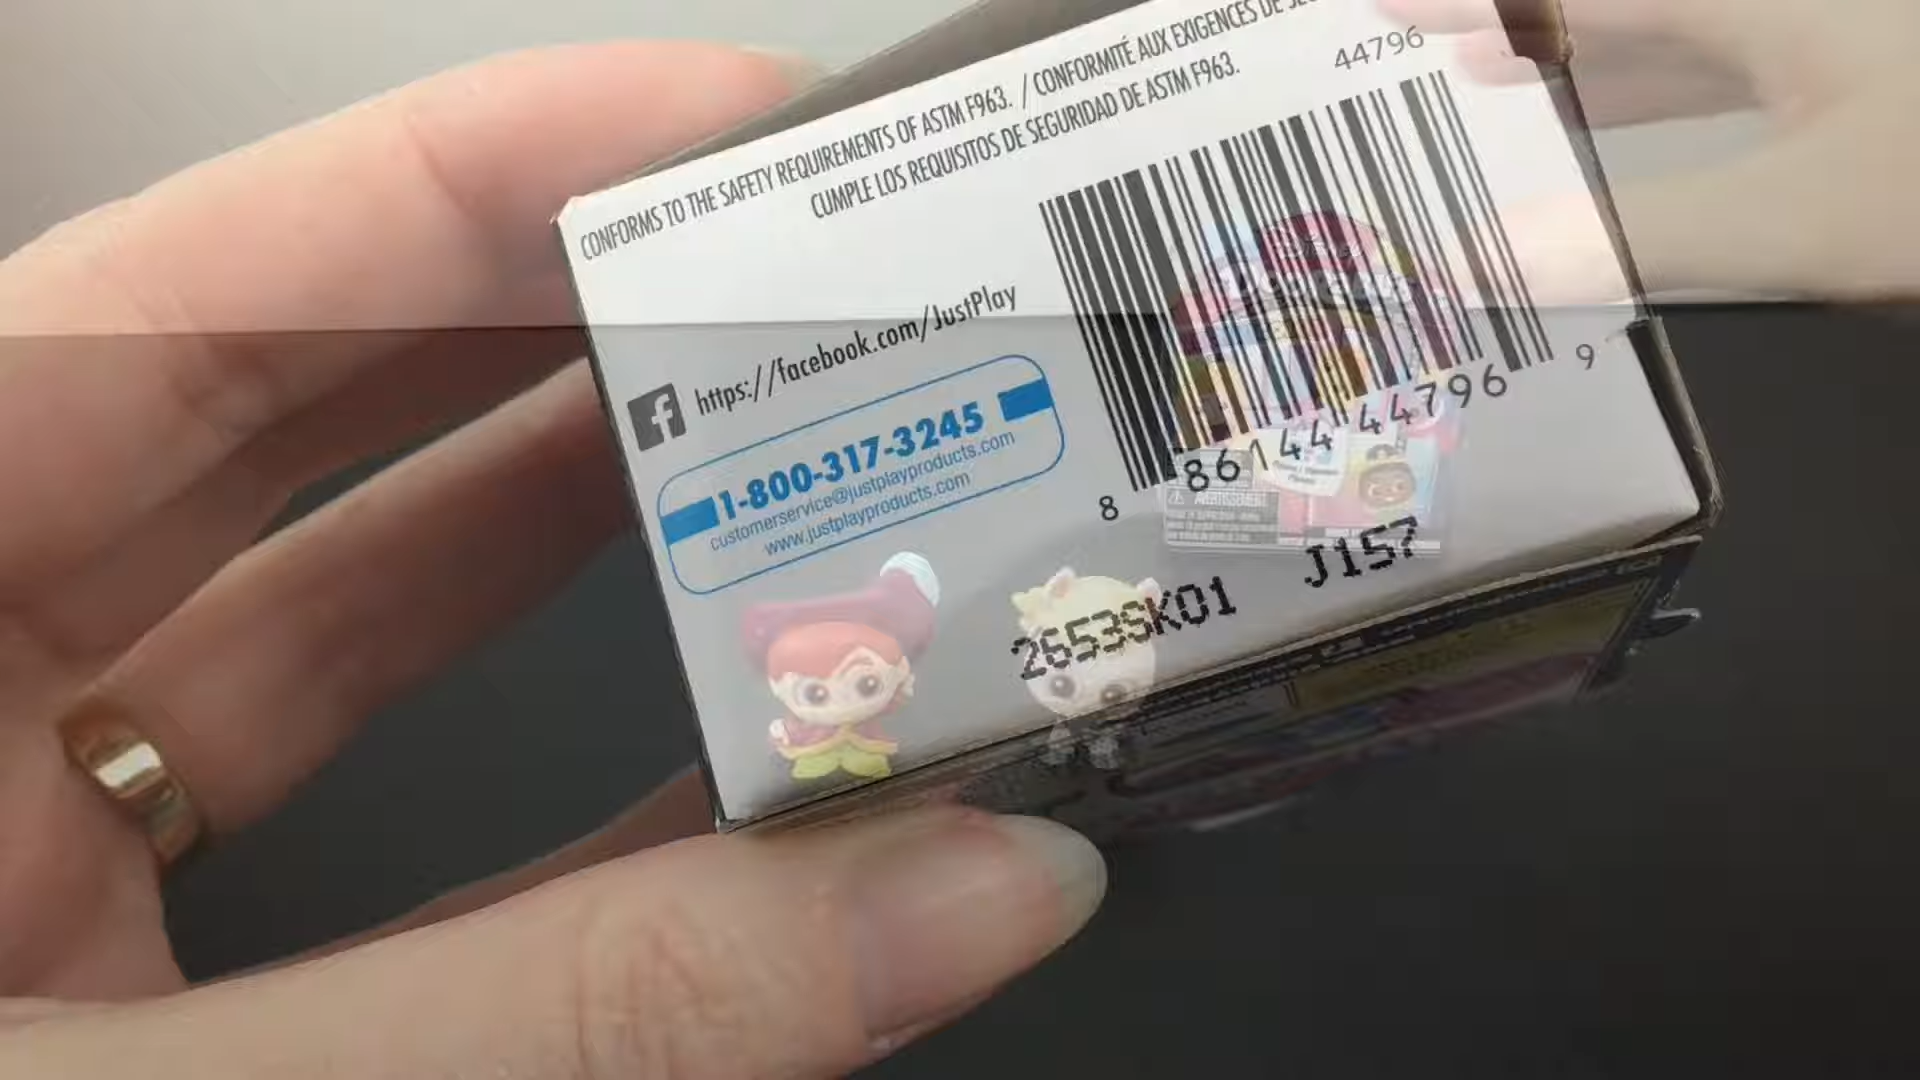 CONFORMS TO THE SAFETY REQUIREMENTS OF ASTM F963. / CONFORMITÉ AUX EXIGENCES DE
CUMPLE LOS REQUISITOS DE SEGURIDAD DE ASTM F963.
44796
https://facebook.com/JustPlay
1-800-317-3245
customerservice@justplayproducts.com
www.justplayproducts.com
8 86144 44796 9
2653SK01 J157